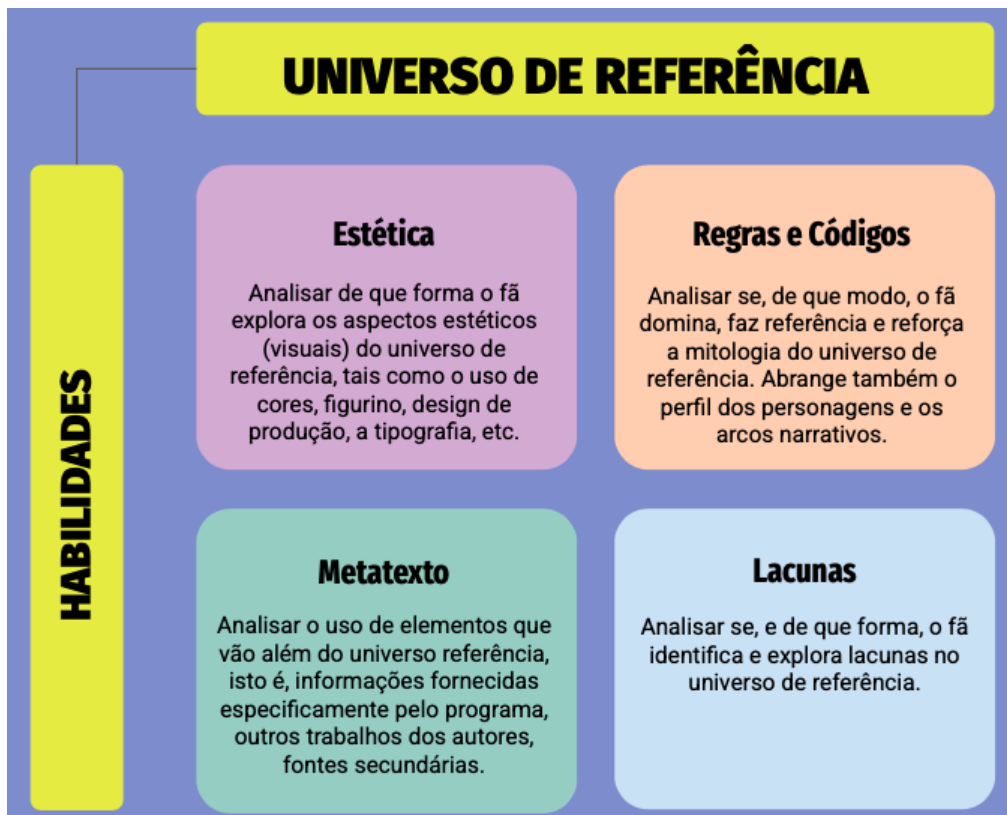 UNIVERSO DE REFERÊNCIA
HABILIDADES
Estética
Analisar de que forma o fã
explora os aspectos estéticos
(visuais) do universo de
referência, tais como o uso de
cores, figurino, design de
produção, a tipografia, etc.
Regras e Códigos
Analisar se, de que modo, o fã
domina, faz referência e reforça
a mitologia do universo de
referência. Abrange também o
perfil dos personagens e os
arcos narrativos.
Metatexto
Analisar o uso de elementos que
vão além do universo referência,
isto é, informações fornecidas
especificamente pelo programa,
outros trabalhos dos autores,
fontes secundárias.
Lacunas
Analisar se, e de que forma, o fã
identifica e explora lacunas no
universo de referência.